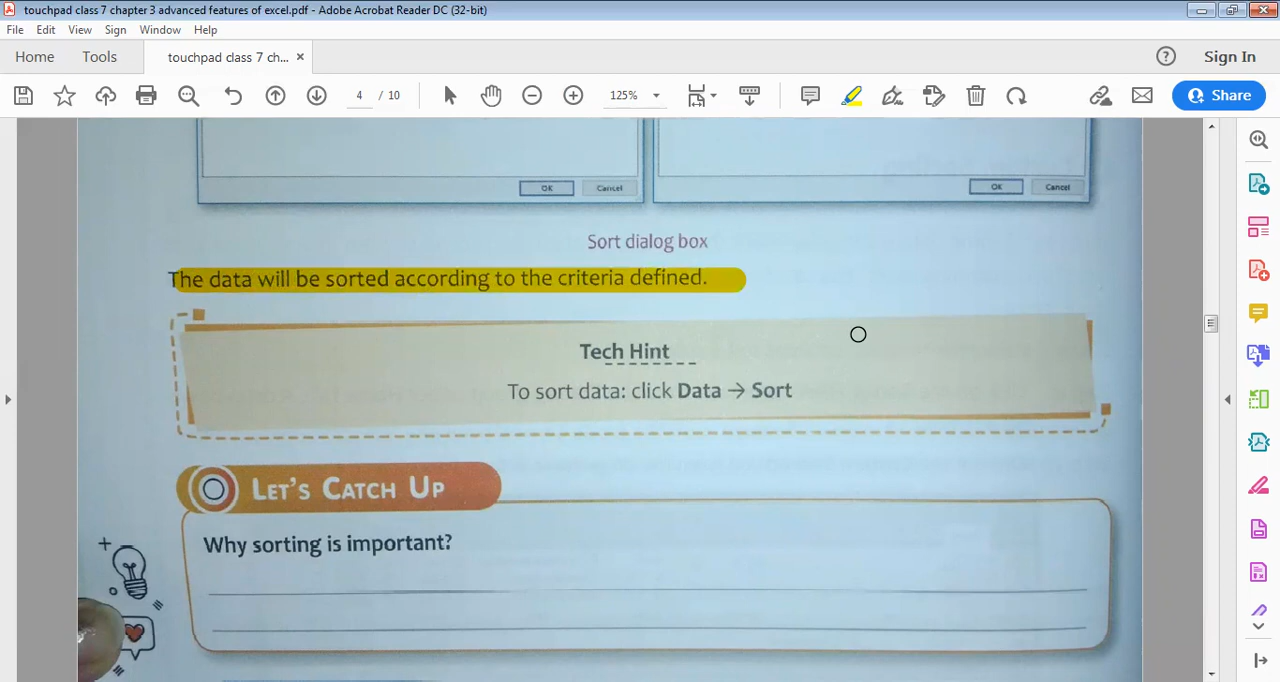 touchpad class 7 chapter 3 advanced features of excel.pdf - Adobe Acrobat Reader DC (32-bit)
File Edit View Sign Window Help
Home Tools touchpad class 7 ch... × Sign In
4 / 10 125% Share
OK Cancel OK Cancel
Sort dialog box
The data will be sorted according to the criteria defined.
Tech Hint
To sort data: click Data → Sort
LET'S CATCH UP
Why sorting is important?